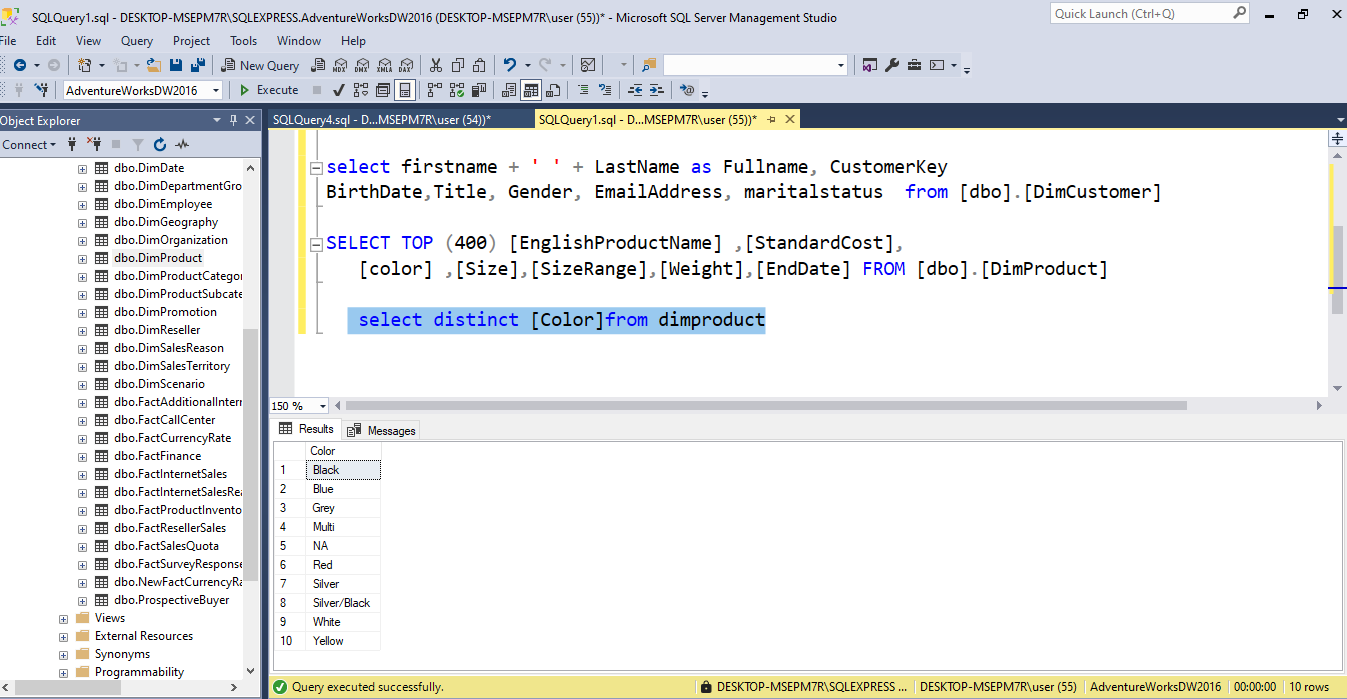 SQLQuery1.sql - DESKTOP-MSEPM7R\SQLEXPRESS.AdventureWorksDW2016 (DESKTOP-MSEPM7R\user (55))* - Microsoft SQL Server Management Studio
Quick Launch (Ctrl+Q)
File Edit View Query Project Tools Window Help
New Query MDX DMX XMLA DAX
AdventureWorksDW2016 Execute
Object Explorer
SQLQuery4.sql - D...MSEPM7R\user (54))* SQLQuery1.sql - D...MSEPM7R\user (55))*
Connect
dbo.DimDate
dbo.DimDepartmentGro
dbo.DimEmployee
dbo.DimGeography
dbo.DimOrganization
dbo.DimProduct
dbo.DimProductCategor
dbo.DimProductSubcate
dbo.DimPromotion
dbo.DimReseller
dbo.DimSalesReason
dbo.DimSalesTerritory
dbo.DimScenario
dbo.FactAdditionalIntern
dbo.FactCallCenter
dbo.FactCurrencyRate
dbo.FactFinance
dbo.FactInternetSales
dbo.FactInternetSalesRea
dbo.FactProductInvento
dbo.FactResellerSales
dbo.FactSalesQuota
dbo.FactSurveyResponse
dbo.NewFactCurrencyRa
dbo.ProspectiveBuyer
Views
External Resources
Synonyms
Programmability
select firstname + ' ' + LastName as Fullname, CustomerKey
BirthDate,Title, Gender, EmailAddress, maritalstatus  from [dbo].[DimCustomer]
SELECT TOP (400) [EnglishProductName] ,[StandardCost],
[color] ,[Size],[SizeRange],[Weight],[EndDate] FROM [dbo].[DimProduct]
select distinct [Color]from dimproduct
150 %
Results Messages
Color
1 Black
2 Blue
3 Grey
4 Multi
5 NA
6 Red
7 Silver
8 Silver/Black
9 White
10 Yellow
Query executed successfully. DESKTOP-MSEPM7R\SQLEXPRESS ... DESKTOP-MSEPM7R\user (55) AdventureWorksDW2016 00:00:00 10 rows